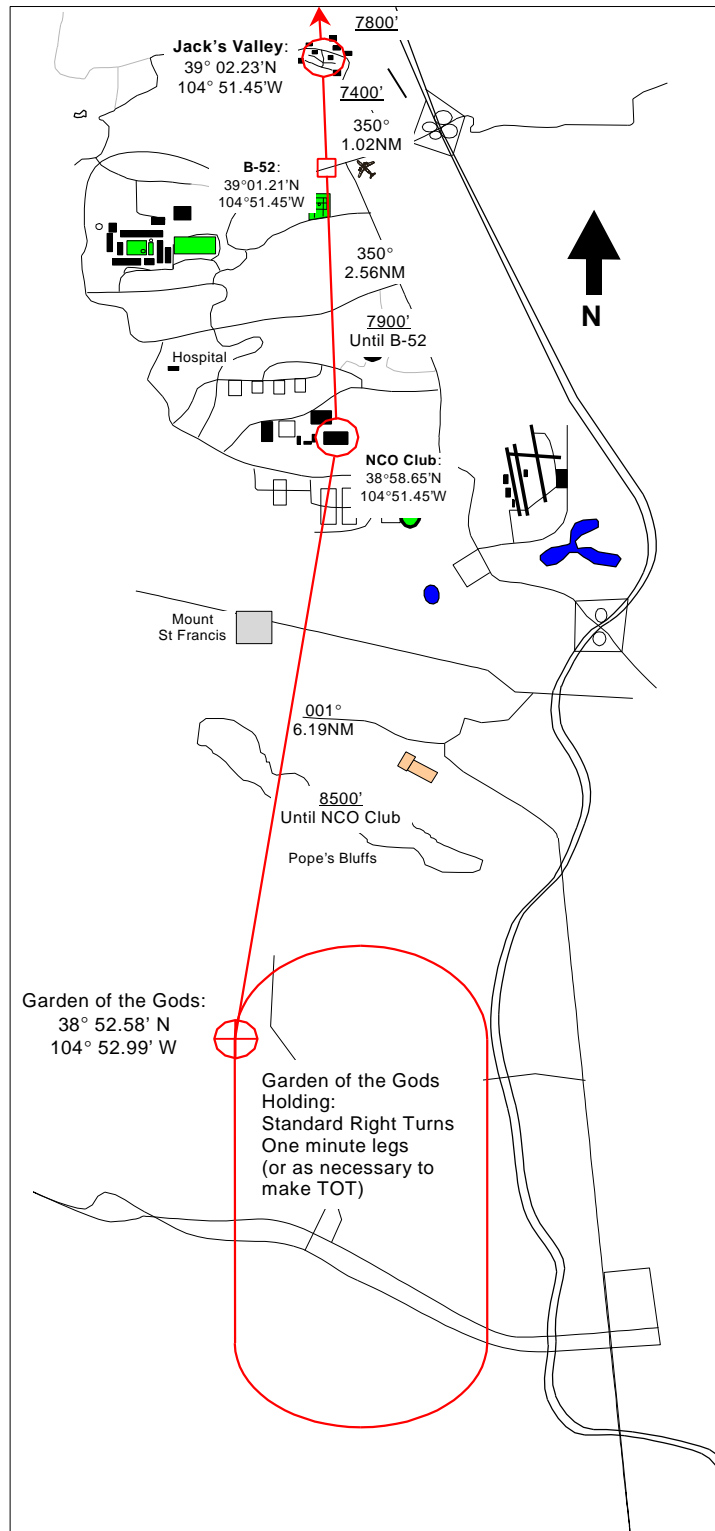 7800'
Jack's Valley:
39° 02.23'N
104° 51.45'W
7400'
350°
1.02NM
B-52:
39°01.21'N
104°51.45'W
350°
2.56NM
N
7900'
Until B-52
Hospital
NCO Club:
38°58.65'N
104°51.45'W
Mount
St Francis
001°
6.19NM
8500'
Until NCO Club
Pope's Bluffs
Garden of the Gods:
38° 52.58' N
104° 52.99' W
Garden of the Gods
Holding:
Standard Right Turns
One minute legs
(or as necessary to
make TOT)